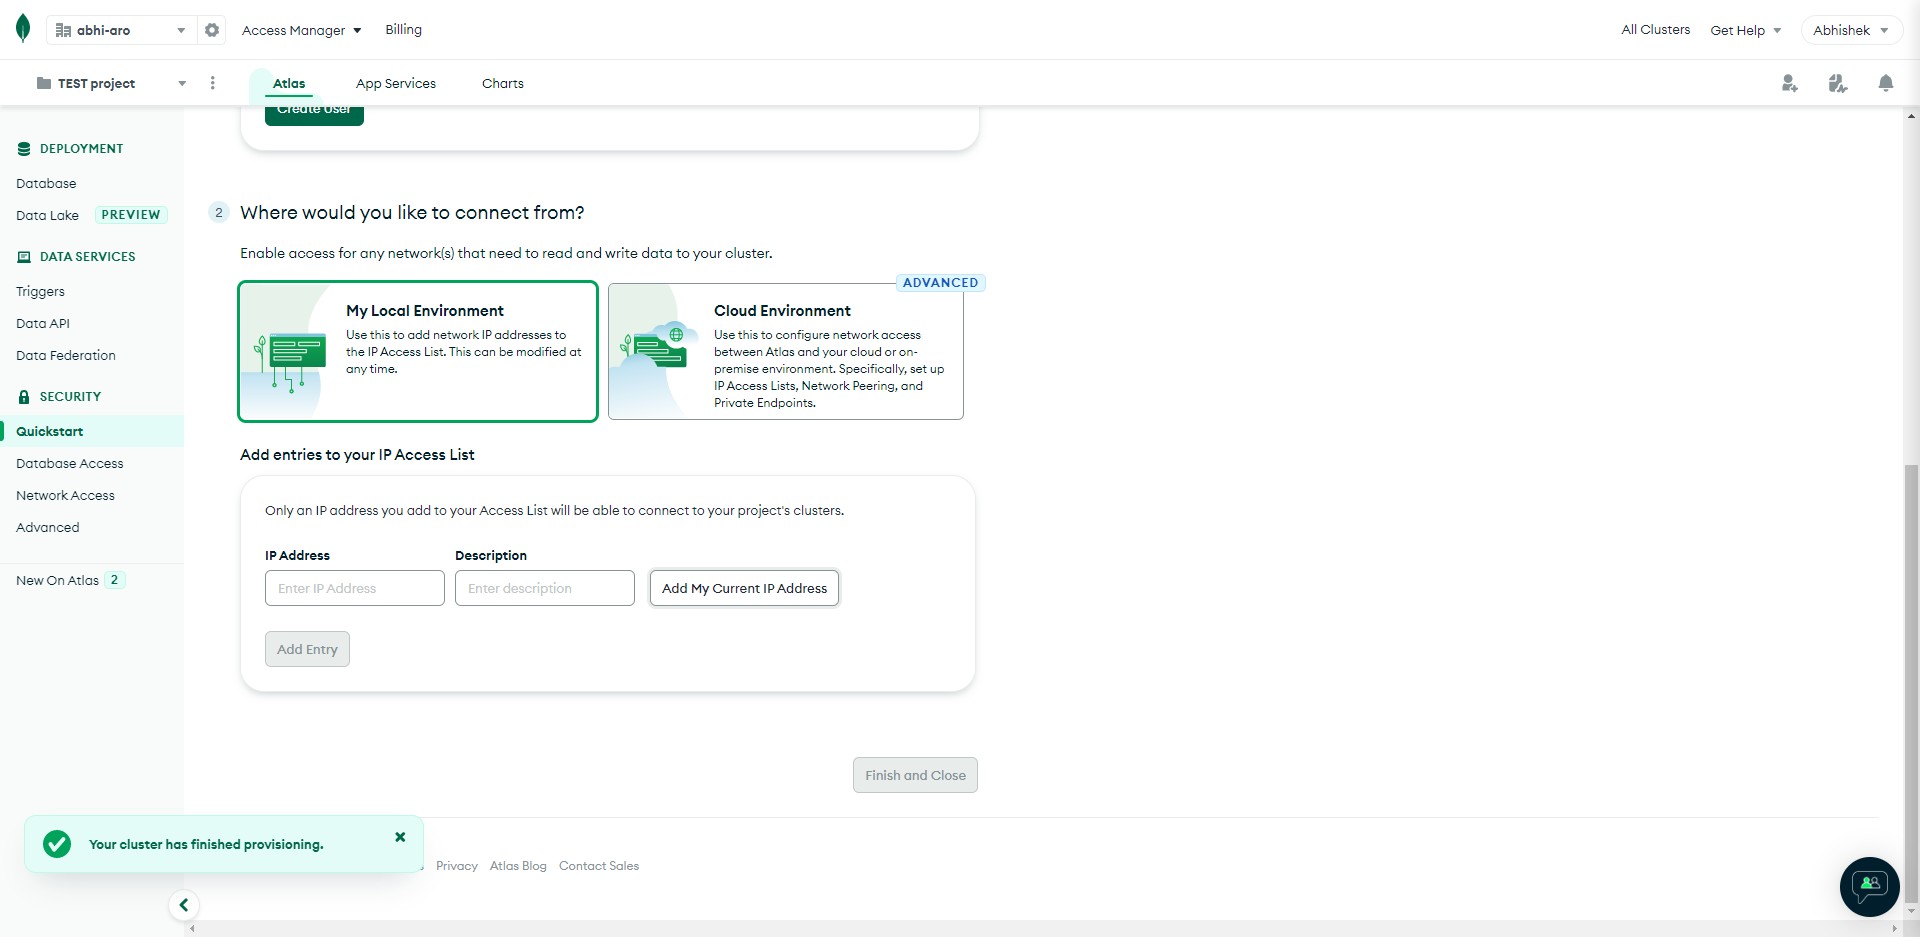 abhi-aro
Access Manager
Billing
All Clusters
Get Help
Abhishek
TEST project
Atlas
App Services
Charts
Create User
DEPLOYMENT
Database
Data Lake PREVIEW
DATA SERVICES
Triggers
Data API
Data Federation
SECURITY
Quickstart
Database Access
Network Access
Advanced
New On Atlas 2
2 Where would you like to connect from?
Enable access for any network(s) that need to read and write data to your cluster.
My Local Environment
Use this to add network IP addresses to
the IP Access List. This can be modified at
any time.
ADVANCED
Cloud Environment
Use this to configure network access
between Atlas and your cloud or on-
premise environment. Specifically, set up
IP Access Lists, Network Peering, and
Private Endpoints.
Add entries to your IP Access List
Only an IP address you add to your Access List will be able to connect to your project's clusters.
IP Address
Description
Enter IP Address
Enter description
Add My Current IP Address
Add Entry
Finish and Close
Your cluster has finished provisioning.
Privacy
Atlas Blog
Contact Sales